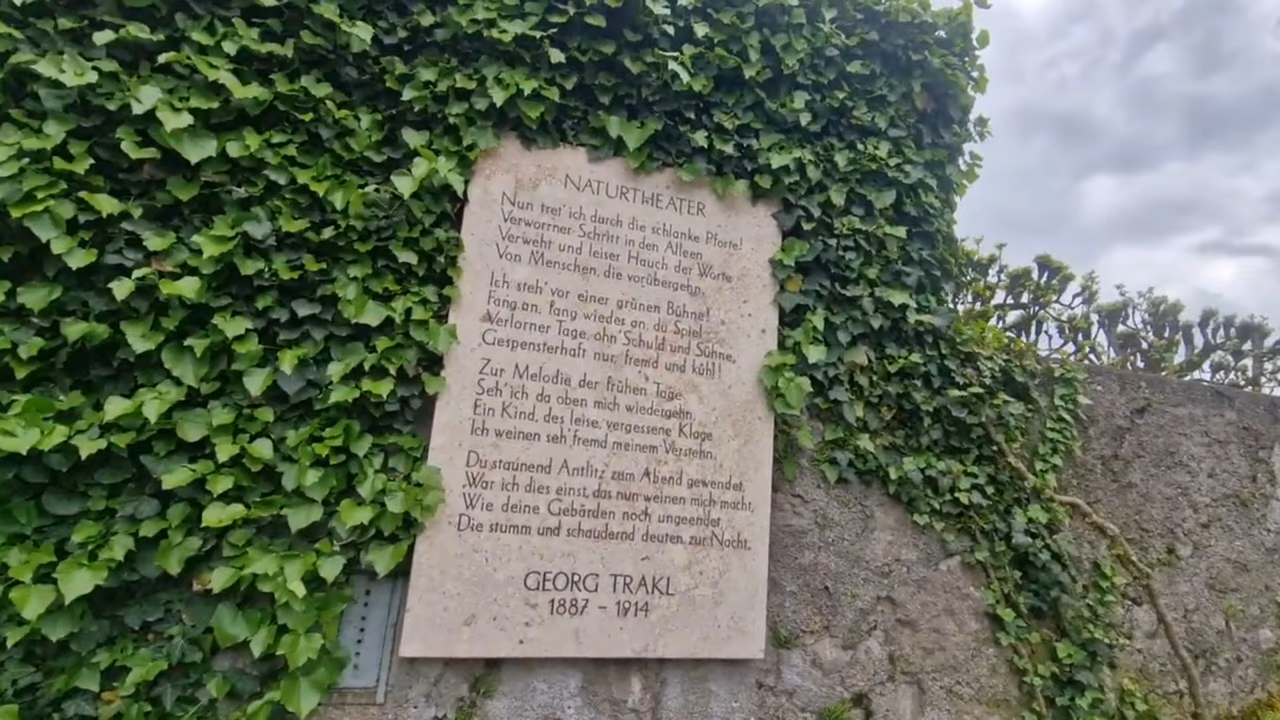 NATURTHEATER
Nun tret' ich durch die schlanke Pforte!
Verworrner Schritt in den Alleen
Verweht und leiser Hauch der Worte
Von Menschen, die vorübergehn.
Ich steh' vor einer grünen Bühne!
Fang an, fang wieder an, du Spiel
Verlorner Tage, ohn' Schuld und Sühne,
Gespensterhaft nur, fremd und kühl!
Zur Melodie der frühen Tage
Seh' ich da oben mich wiedergehn,
Ein Kind, des leise, vergessene Klage
Ich weinen seh', fremd meinem Verstehn.
Du staunend Antlitz zum Abend gewendet,
War ich dies einst, das nun weinen mich macht,
Wie deine Gebärden noch ungeendet,
Die stumm und schaudernd deuten zur Nacht.
GEORG TRAKL
1887 - 1914